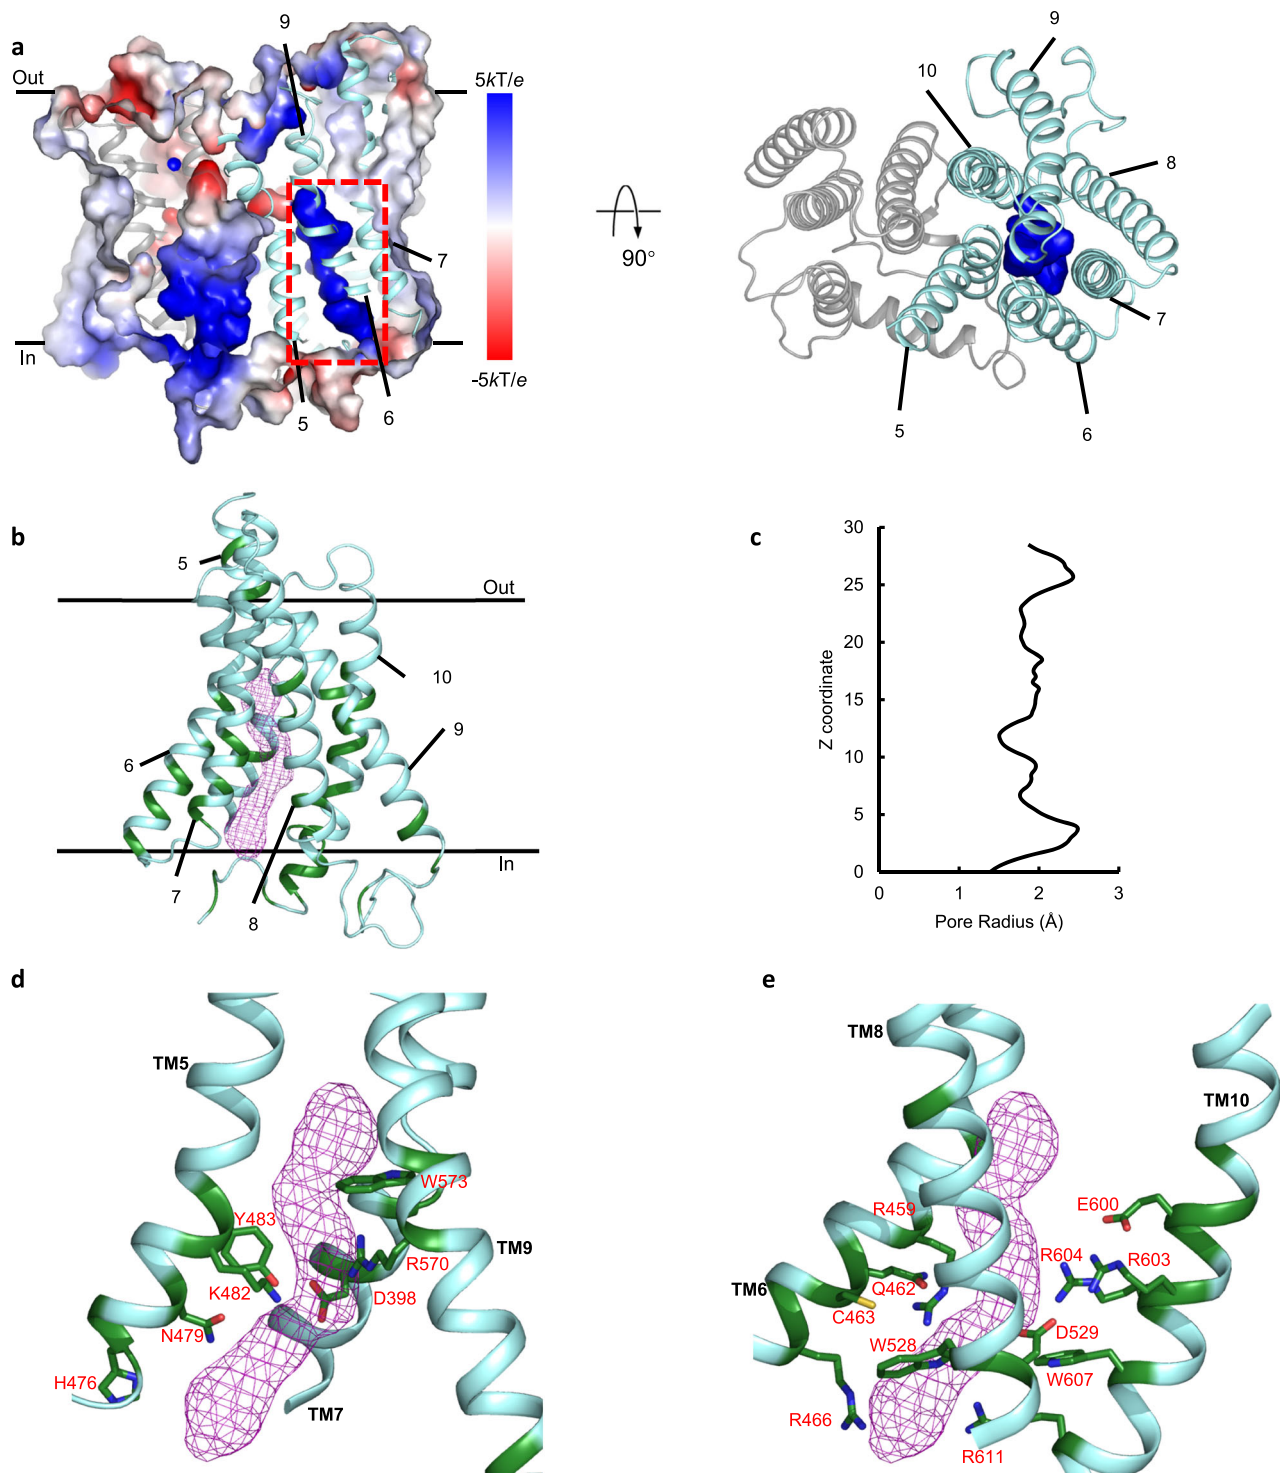 a
Out
In
9
7
5
6
5kT/e
-5kT/e
90°
9
10
8
7
5
6
b
5
Out
10
9
6
In
7
8
c
30
25
20
15
10
5
0
0
1
2
3
Z coordinate
Pore Radius (Å)
d
TM5
W573
Y483
TM9
R570
K482
D398
N479
H476
TM7
e
TM8
TM10
R459
E600
R604
R603
TM6
Q462
C463
D529
W528
W607
R466
R611